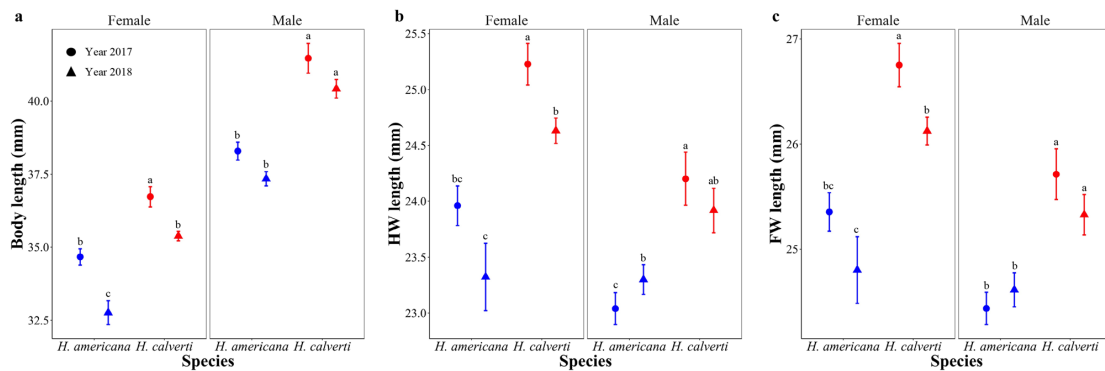 a
Female
Male
Year 2017
Year 2018
Body length (mm)
40.0
37.5
35.0
32.5
a
b
b
c
a
a
b
b
H. americana
H. calverti
H. americana
H. calverti
Species
b
Female
Male
HW length (mm)
25.5
25.0
24.5
24.0
23.5
23.0
a
b
bc
c
a
ab
b
c
H. americana
H. calverti
H. americana
H. calverti
Species
c
Female
Male
FW length (mm)
27
26
25
a
b
bc
c
a
a
b
b
H. americana
H. calverti
H. americana
H. calverti
Species